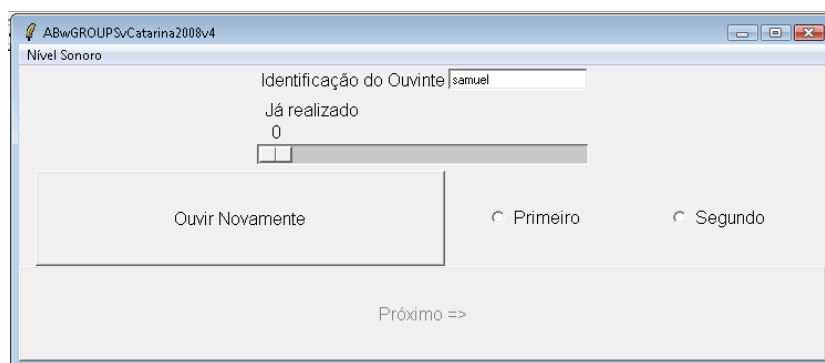 ABwGROUPSvCatarina2008v4
Nível Sonoro
Identificação do Ouvinte samuel
Já realizado
0
Ouvir Novamente Primeiro Segundo
Próximo =>